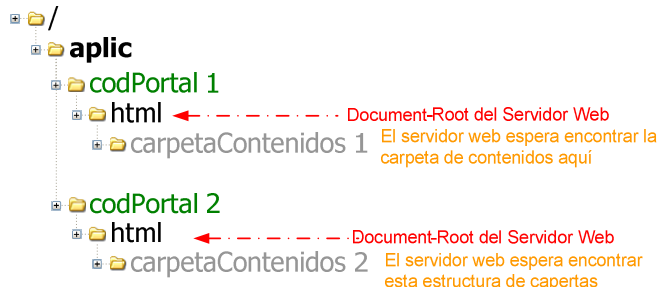 /
aplic
codPortal 1
html Document-Root del Servidor Web
carpetaContenidos 1 El servidor web espera encontrar la
carpeta de contenidos aquí
codPortal 2
html Document-Root del Servidor Web
carpetaContenidos 2 El servidor web espera encontrar
esta estructura de capertas